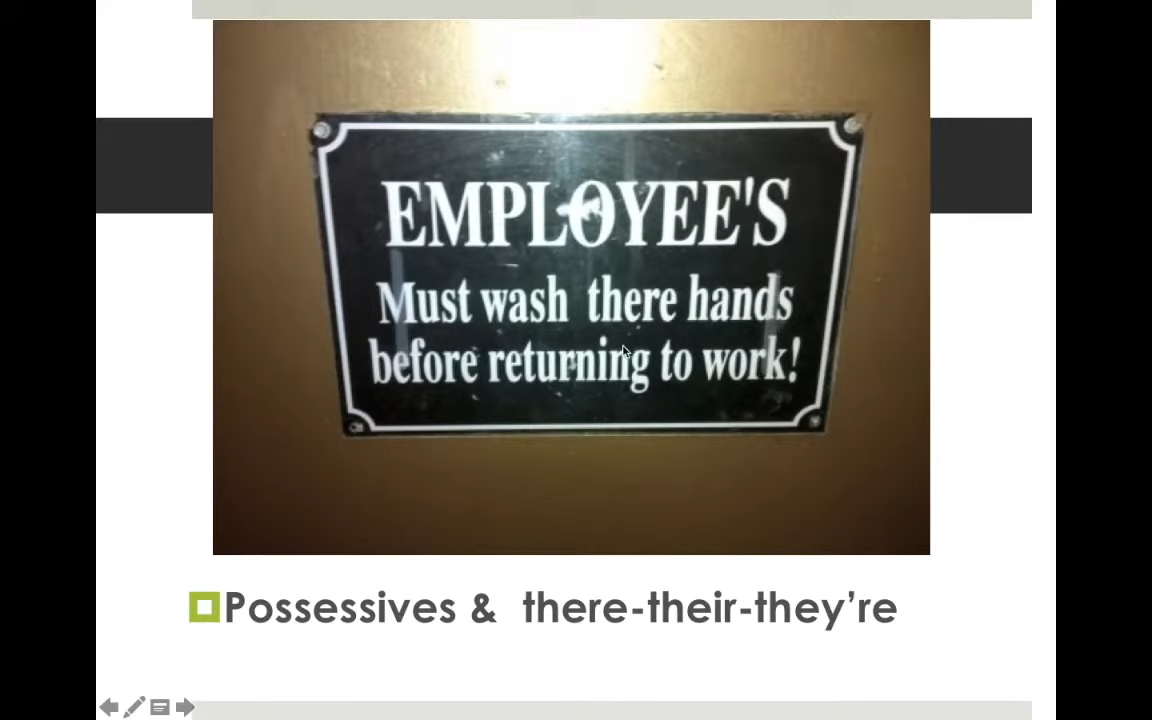 EMPLOYEE'S
Must wash there hands
before returning to work!
Possessives & there-their-they’re